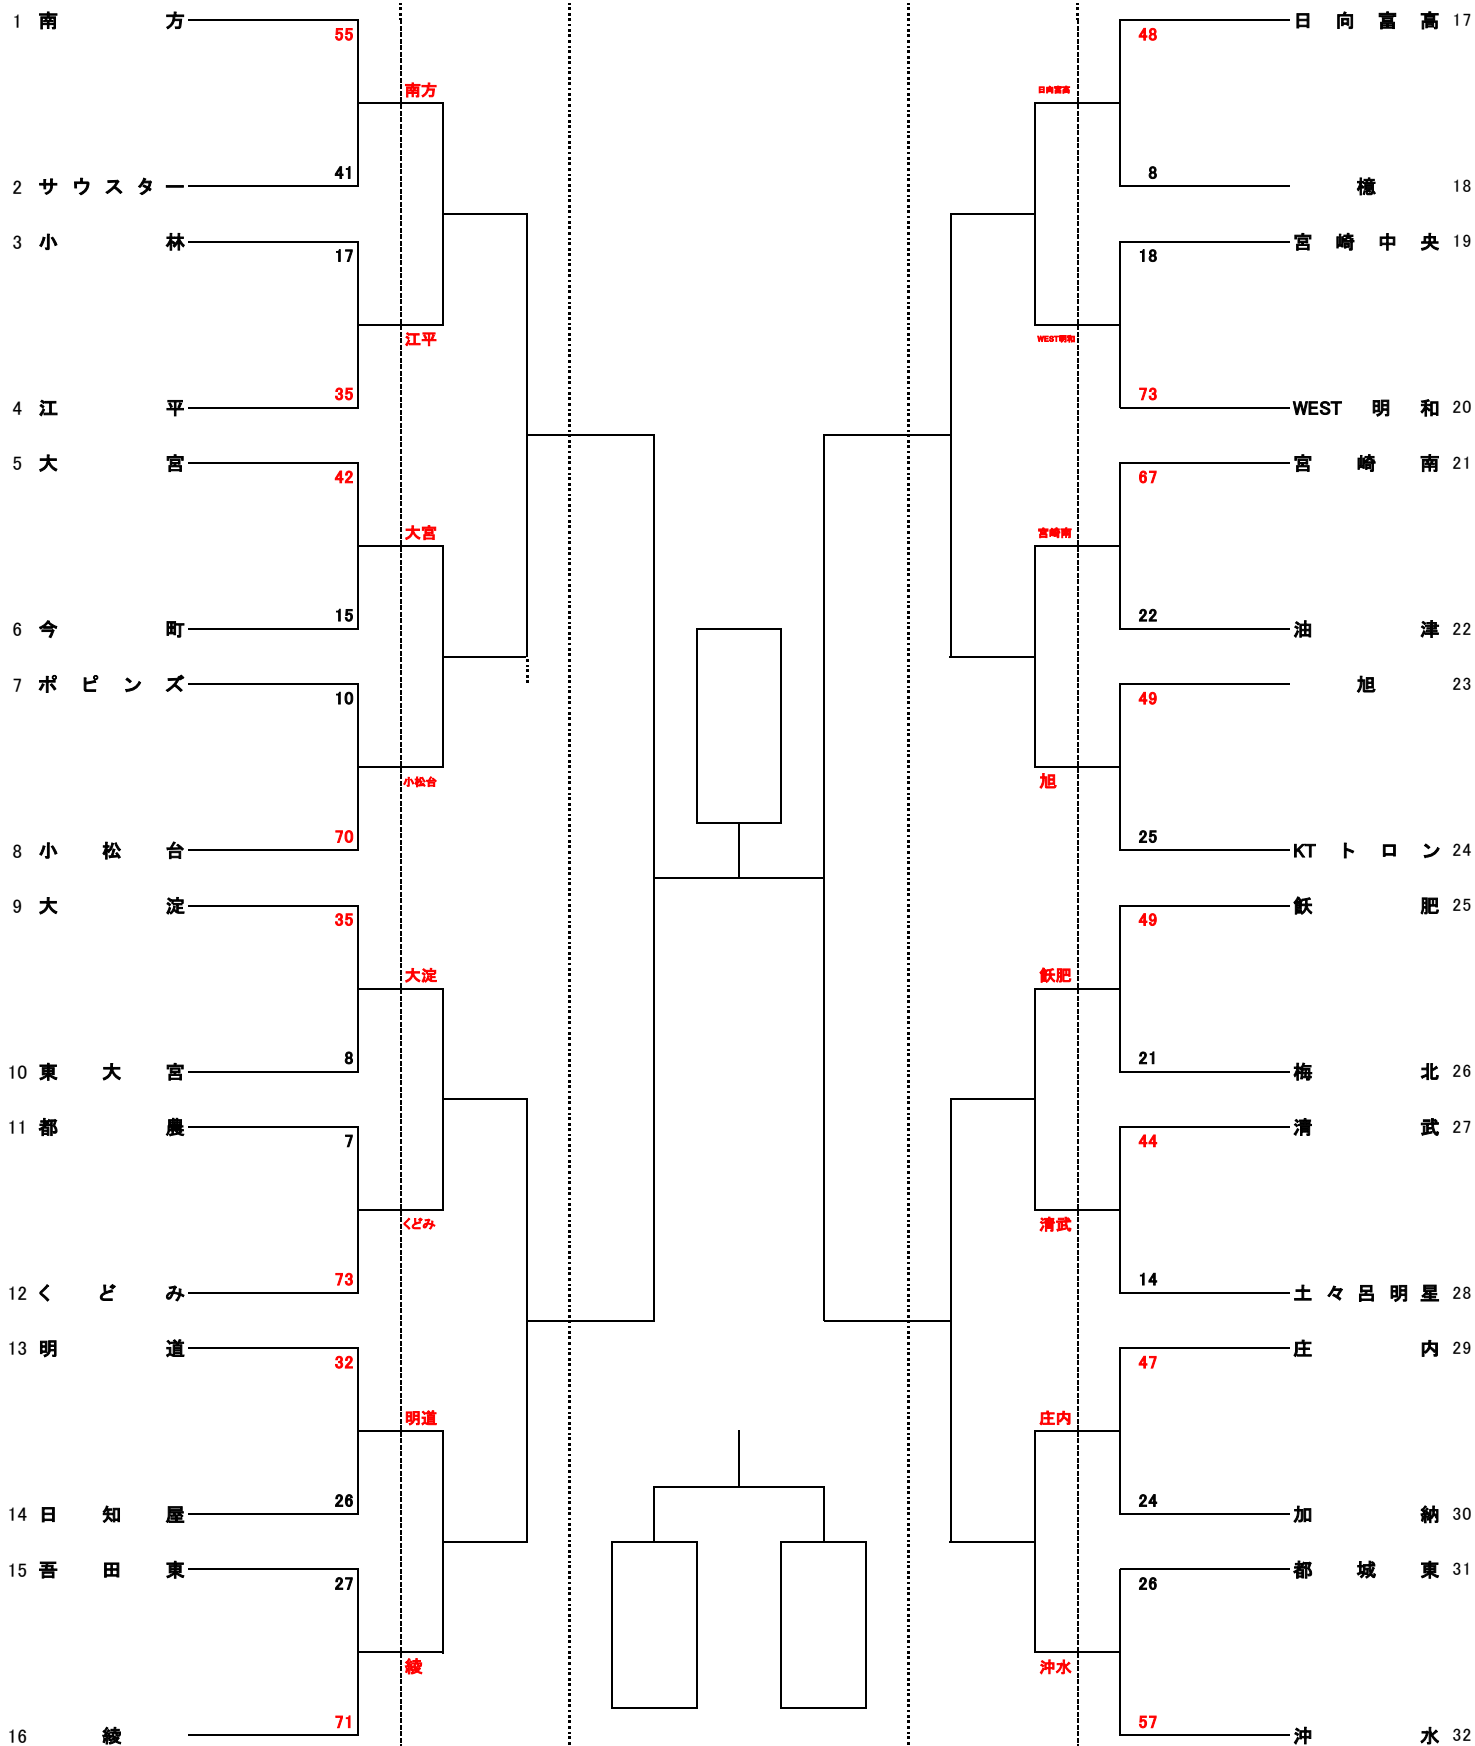 1 南方 55
南方
41
2 サウスター
3 小林 17
江平
35
4 江平
5 大宮 42
大宮
15
6 今町
7 ポピンズ 10
小松台
70
8 小松台
9 大淀 35
大淀
8
10 東大宮
11 都農 7
くどみ
73
12 くどみ
13 明道 32
明道
26
14 日知屋
15 吾田東 27
綾
71
16 綾
48 日向富高 17
日向富高
8
檍 18
18 宮崎中央 19
WEST明和
73
WEST 明和 20
67 宮崎南 21
宮崎南
22
油津 22
49 旭 23
旭
25
KTトロン 24
49 飫肥 25
飫肥
21
梅北 26
44 清武 27
清武
14
土々呂明星 28
47 庄内 29
庄内
24
加納 30
26 都城東 31
沖水
57
沖水 32